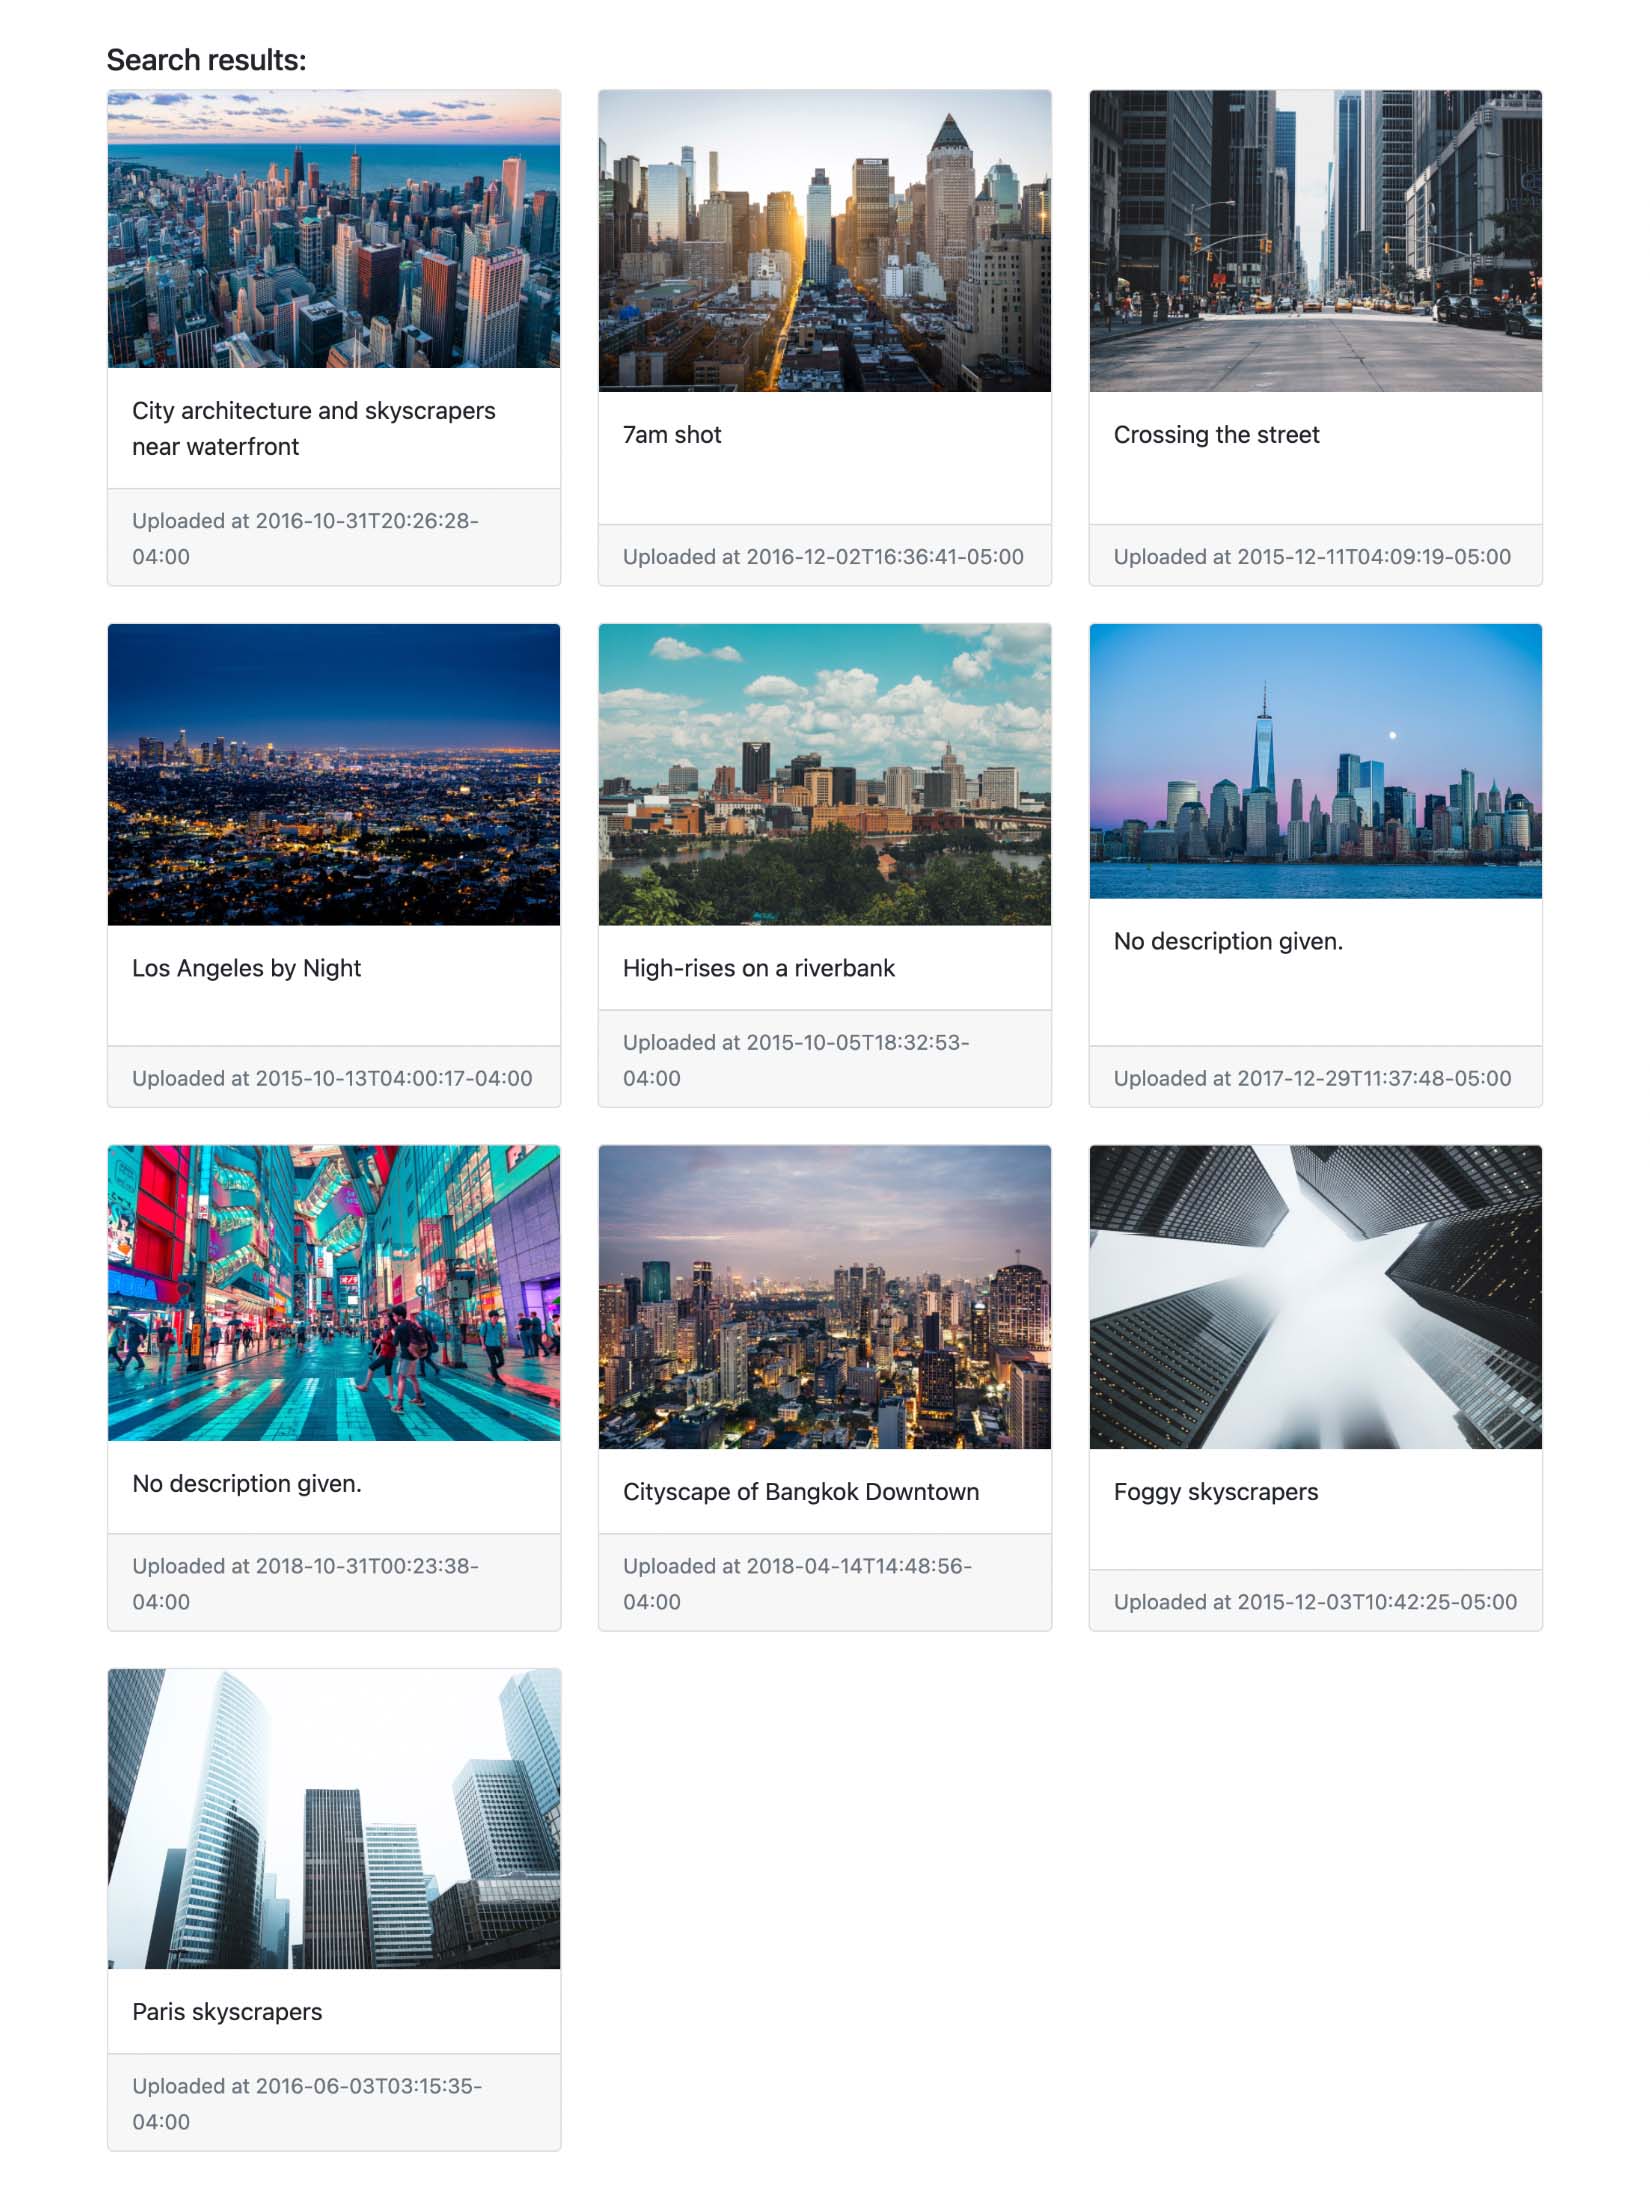 Search results:
City architecture and skyscrapers
near waterfront
Uploaded at 2016-10-31T20:26:28-
04:00
7am shot
Uploaded at 2016-12-02T16:36:41-05:00
Crossing the street
Uploaded at 2015-12-11T04:09:19-05:00
Los Angeles by Night
Uploaded at 2015-10-13T04:00:17-04:00
High-rises on a riverbank
Uploaded at 2015-10-05T18:32:53-
04:00
No description given.
Uploaded at 2017-12-29T11:37:48-05:00
No description given.
Uploaded at 2018-10-31T00:23:38-
04:00
Cityscape of Bangkok Downtown
Uploaded at 2018-04-14T14:48:56-
04:00
Foggy skyscrapers
Uploaded at 2015-12-03T10:42:25-05:00
Paris skyscrapers
Uploaded at 2016-06-03T03:15:35-
04:00